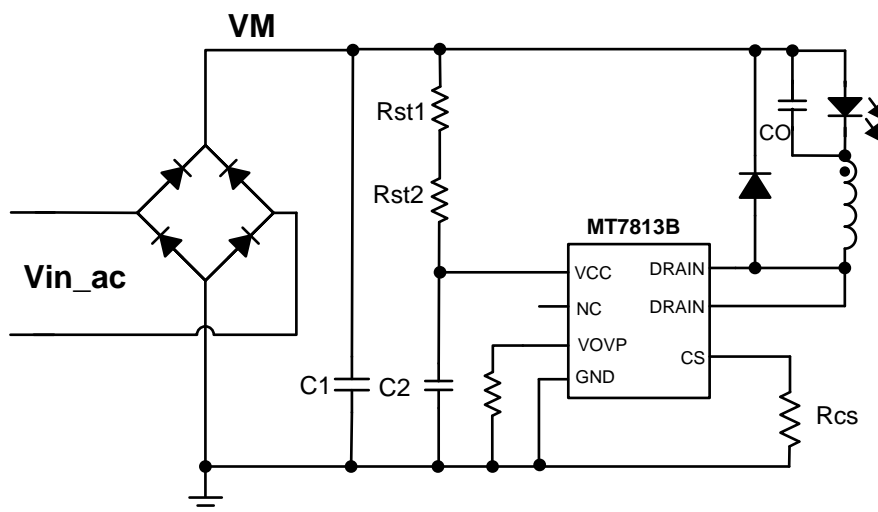 VM
Rst1
CO
Rst2
MT7813B
VCC
DRAIN
Vin_ac
NC
DRAIN
VOVP
CS
C1
C2
GND
Rcs